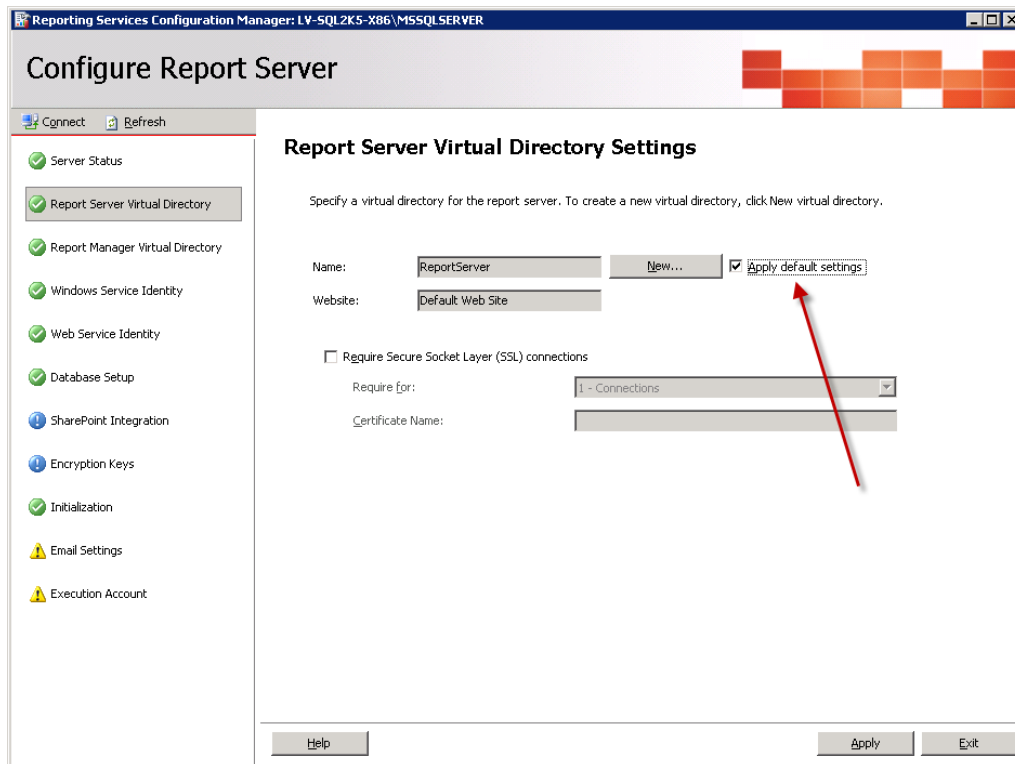 Reporting Services Configuration Manager: LV-SQL2K5-X86\MSSQLSERVER
Configure Report Server
Connect Refresh
Server Status
Report Server Virtual Directory
Report Manager Virtual Directory
Windows Service Identity
Web Service Identity
Database Setup
SharePoint Integration
Encryption Keys
Initialization
Email Settings
Execution Account
Report Server Virtual Directory Settings
Specify a virtual directory for the report server. To create a new virtual directory, click New virtual directory.
Name: ReportServer New... Apply default settings
Website: Default Web Site
Require Secure Socket Layer (SSL) connections
Require for: 1 - Connections
Certificate Name:
Help Apply Exit